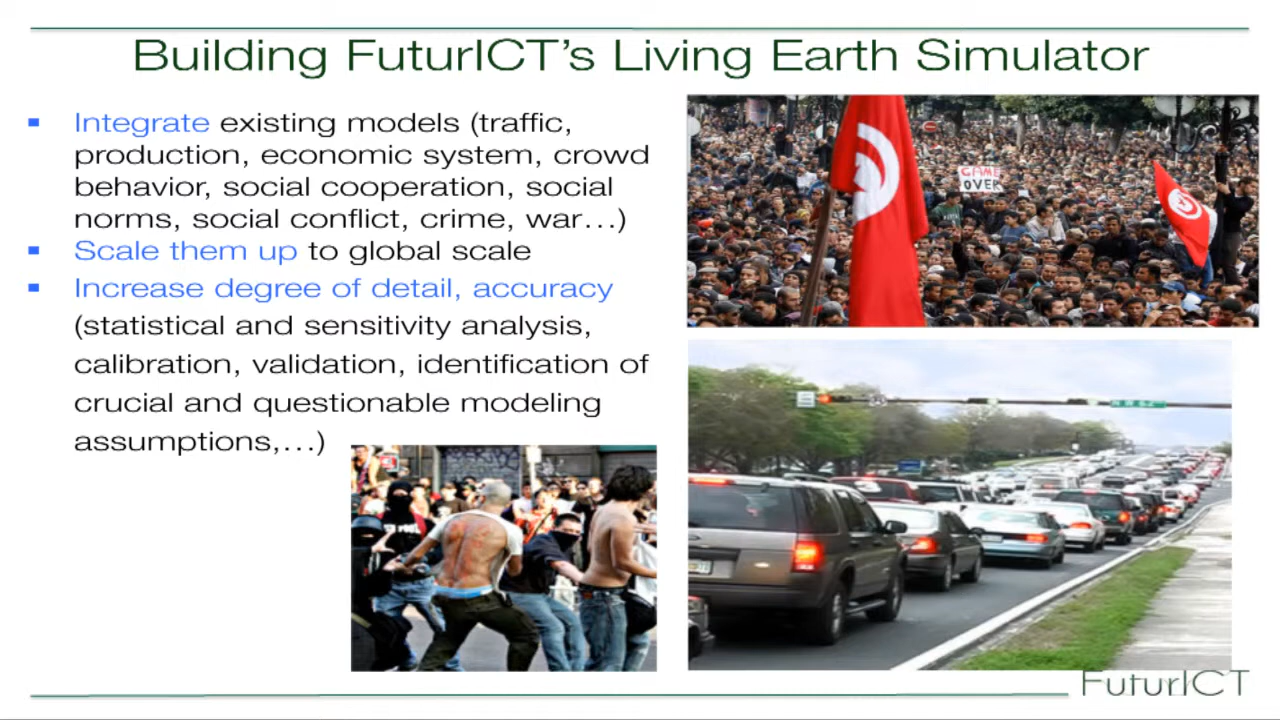 Building FuturICT’s Living Earth Simulator
Integrate existing models (traffic,
production, economic system, crowd
behavior, social cooperation, social
norms, social conflict, crime, war…)
Scale them up to global scale
Increase degree of detail, accuracy
(statistical and sensitivity analysis,
calibration, validation, identification of
crucial and questionable modeling
assumptions,…)
GAME
OVER
FuturICT